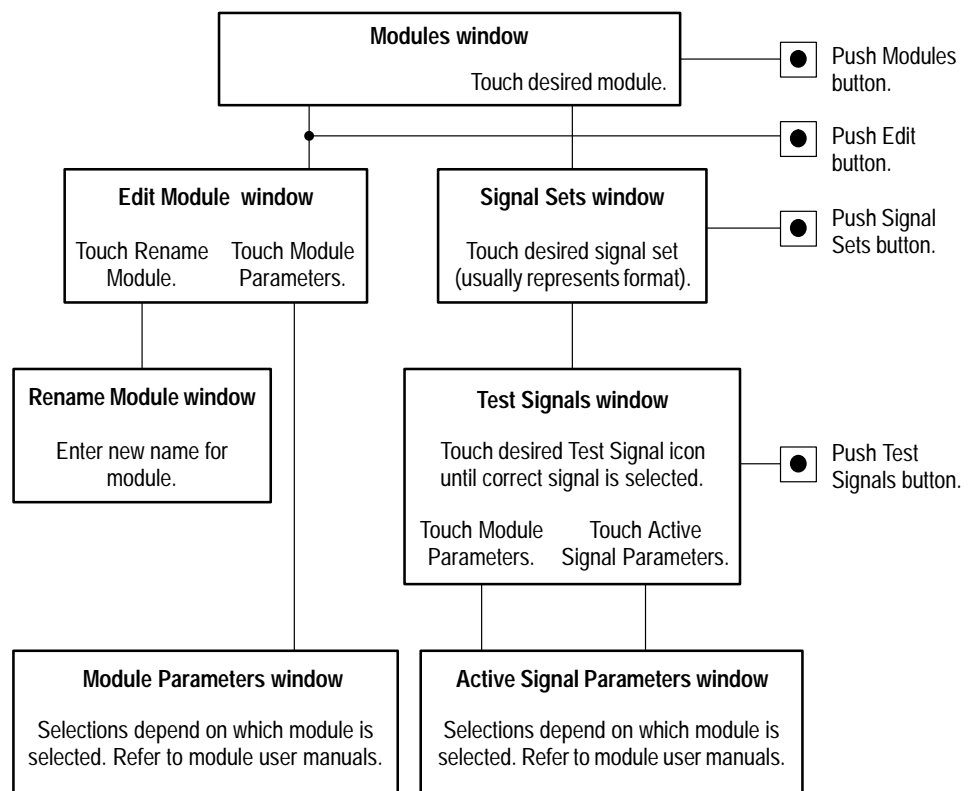 Modules window
Touch desired module.
Push Modules
button.
Push Edit
button.
Edit Module window
Touch Rename
Module.
Touch Module
Parameters.
Signal Sets window
Touch desired signal set
(usually represents format).
Push Signal
Sets button.
Rename Module window
Enter new name for
module.
Test Signals window
Touch desired Test Signal icon
until correct signal is selected.
Touch Module
Parameters.
Touch Active
Signal Parameters.
Push Test
Signals button.
Module Parameters window
Selections depend on which module is
selected. Refer to module user manuals.
Active Signal Parameters window
Selections depend on which module is
selected. Refer to module user manuals.